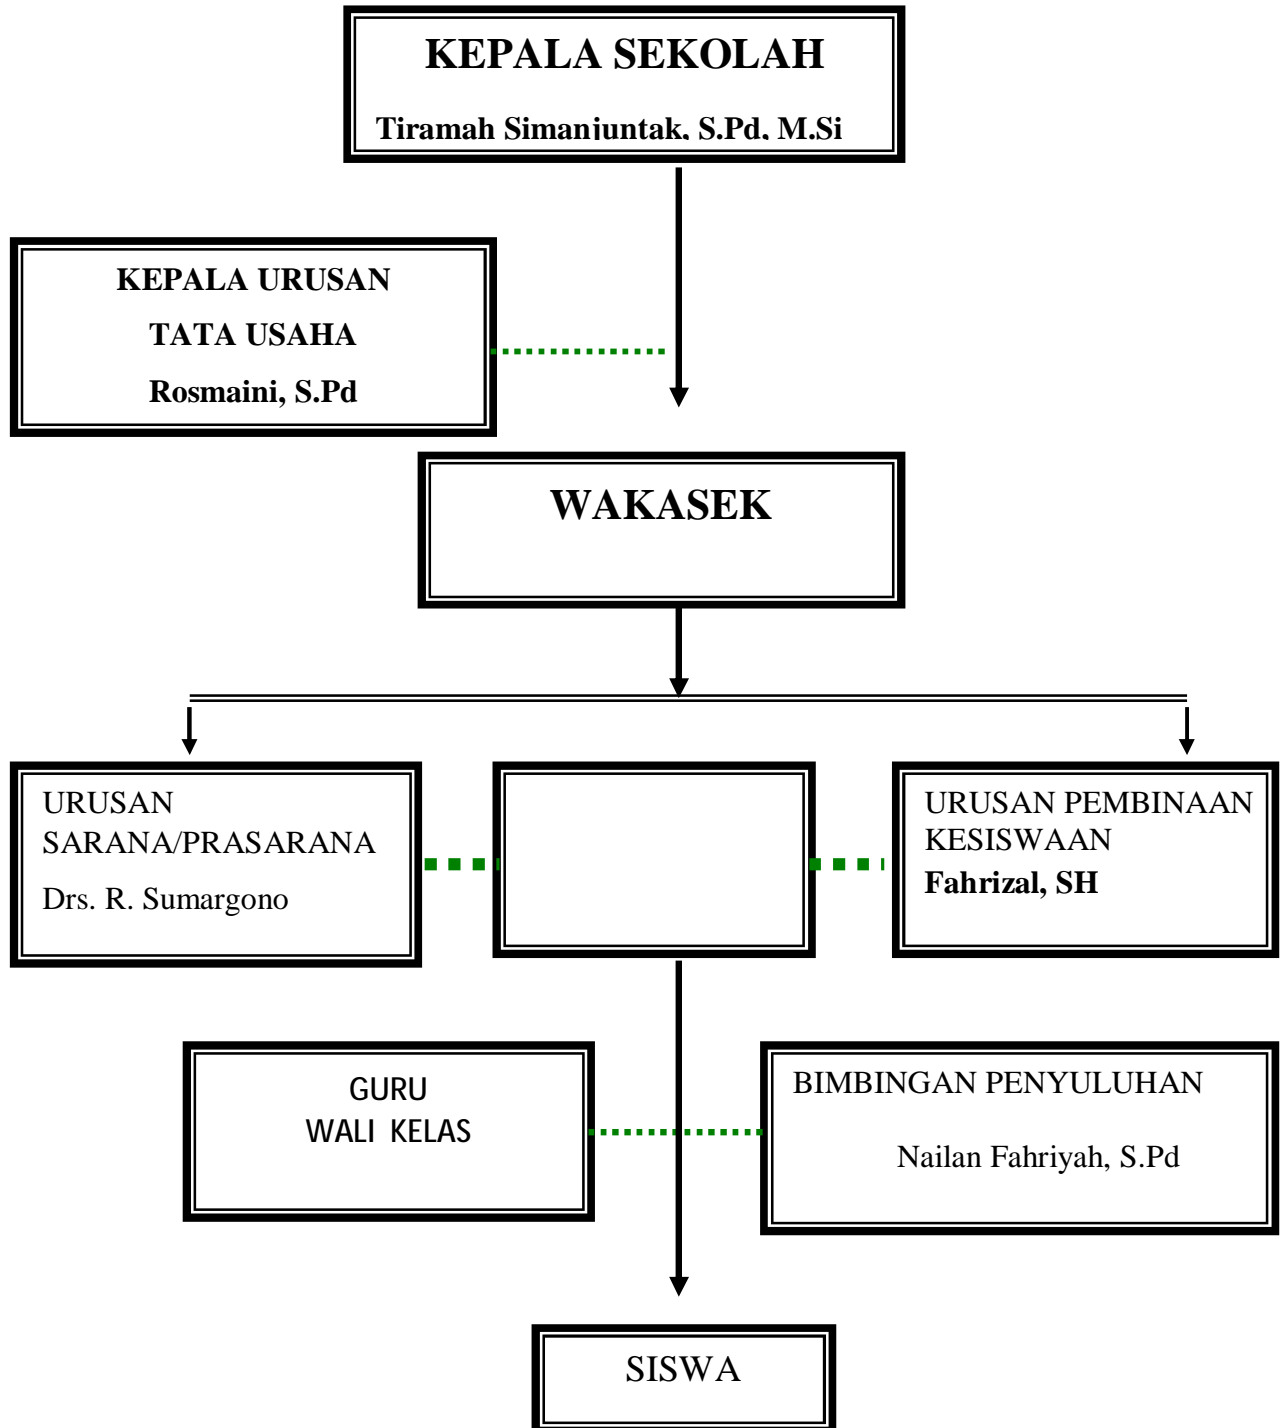 KEPALA SEKOLAH
Tiramah Simanjuntak, S.Pd, M.Si
KEPALA URUSAN
TATA USAHA
Rosmaini, S.Pd
WAKASEK
URUSAN
SARANA/PRASARANA
Drs. R. Sumargono
URUSAN PEMBINAAN
KESISWAAN
Fahrizal, SH
GURU
WALI KELAS
BIMBINGAN PENYULUHAN
Nailan Fahriyah, S.Pd
SISWA